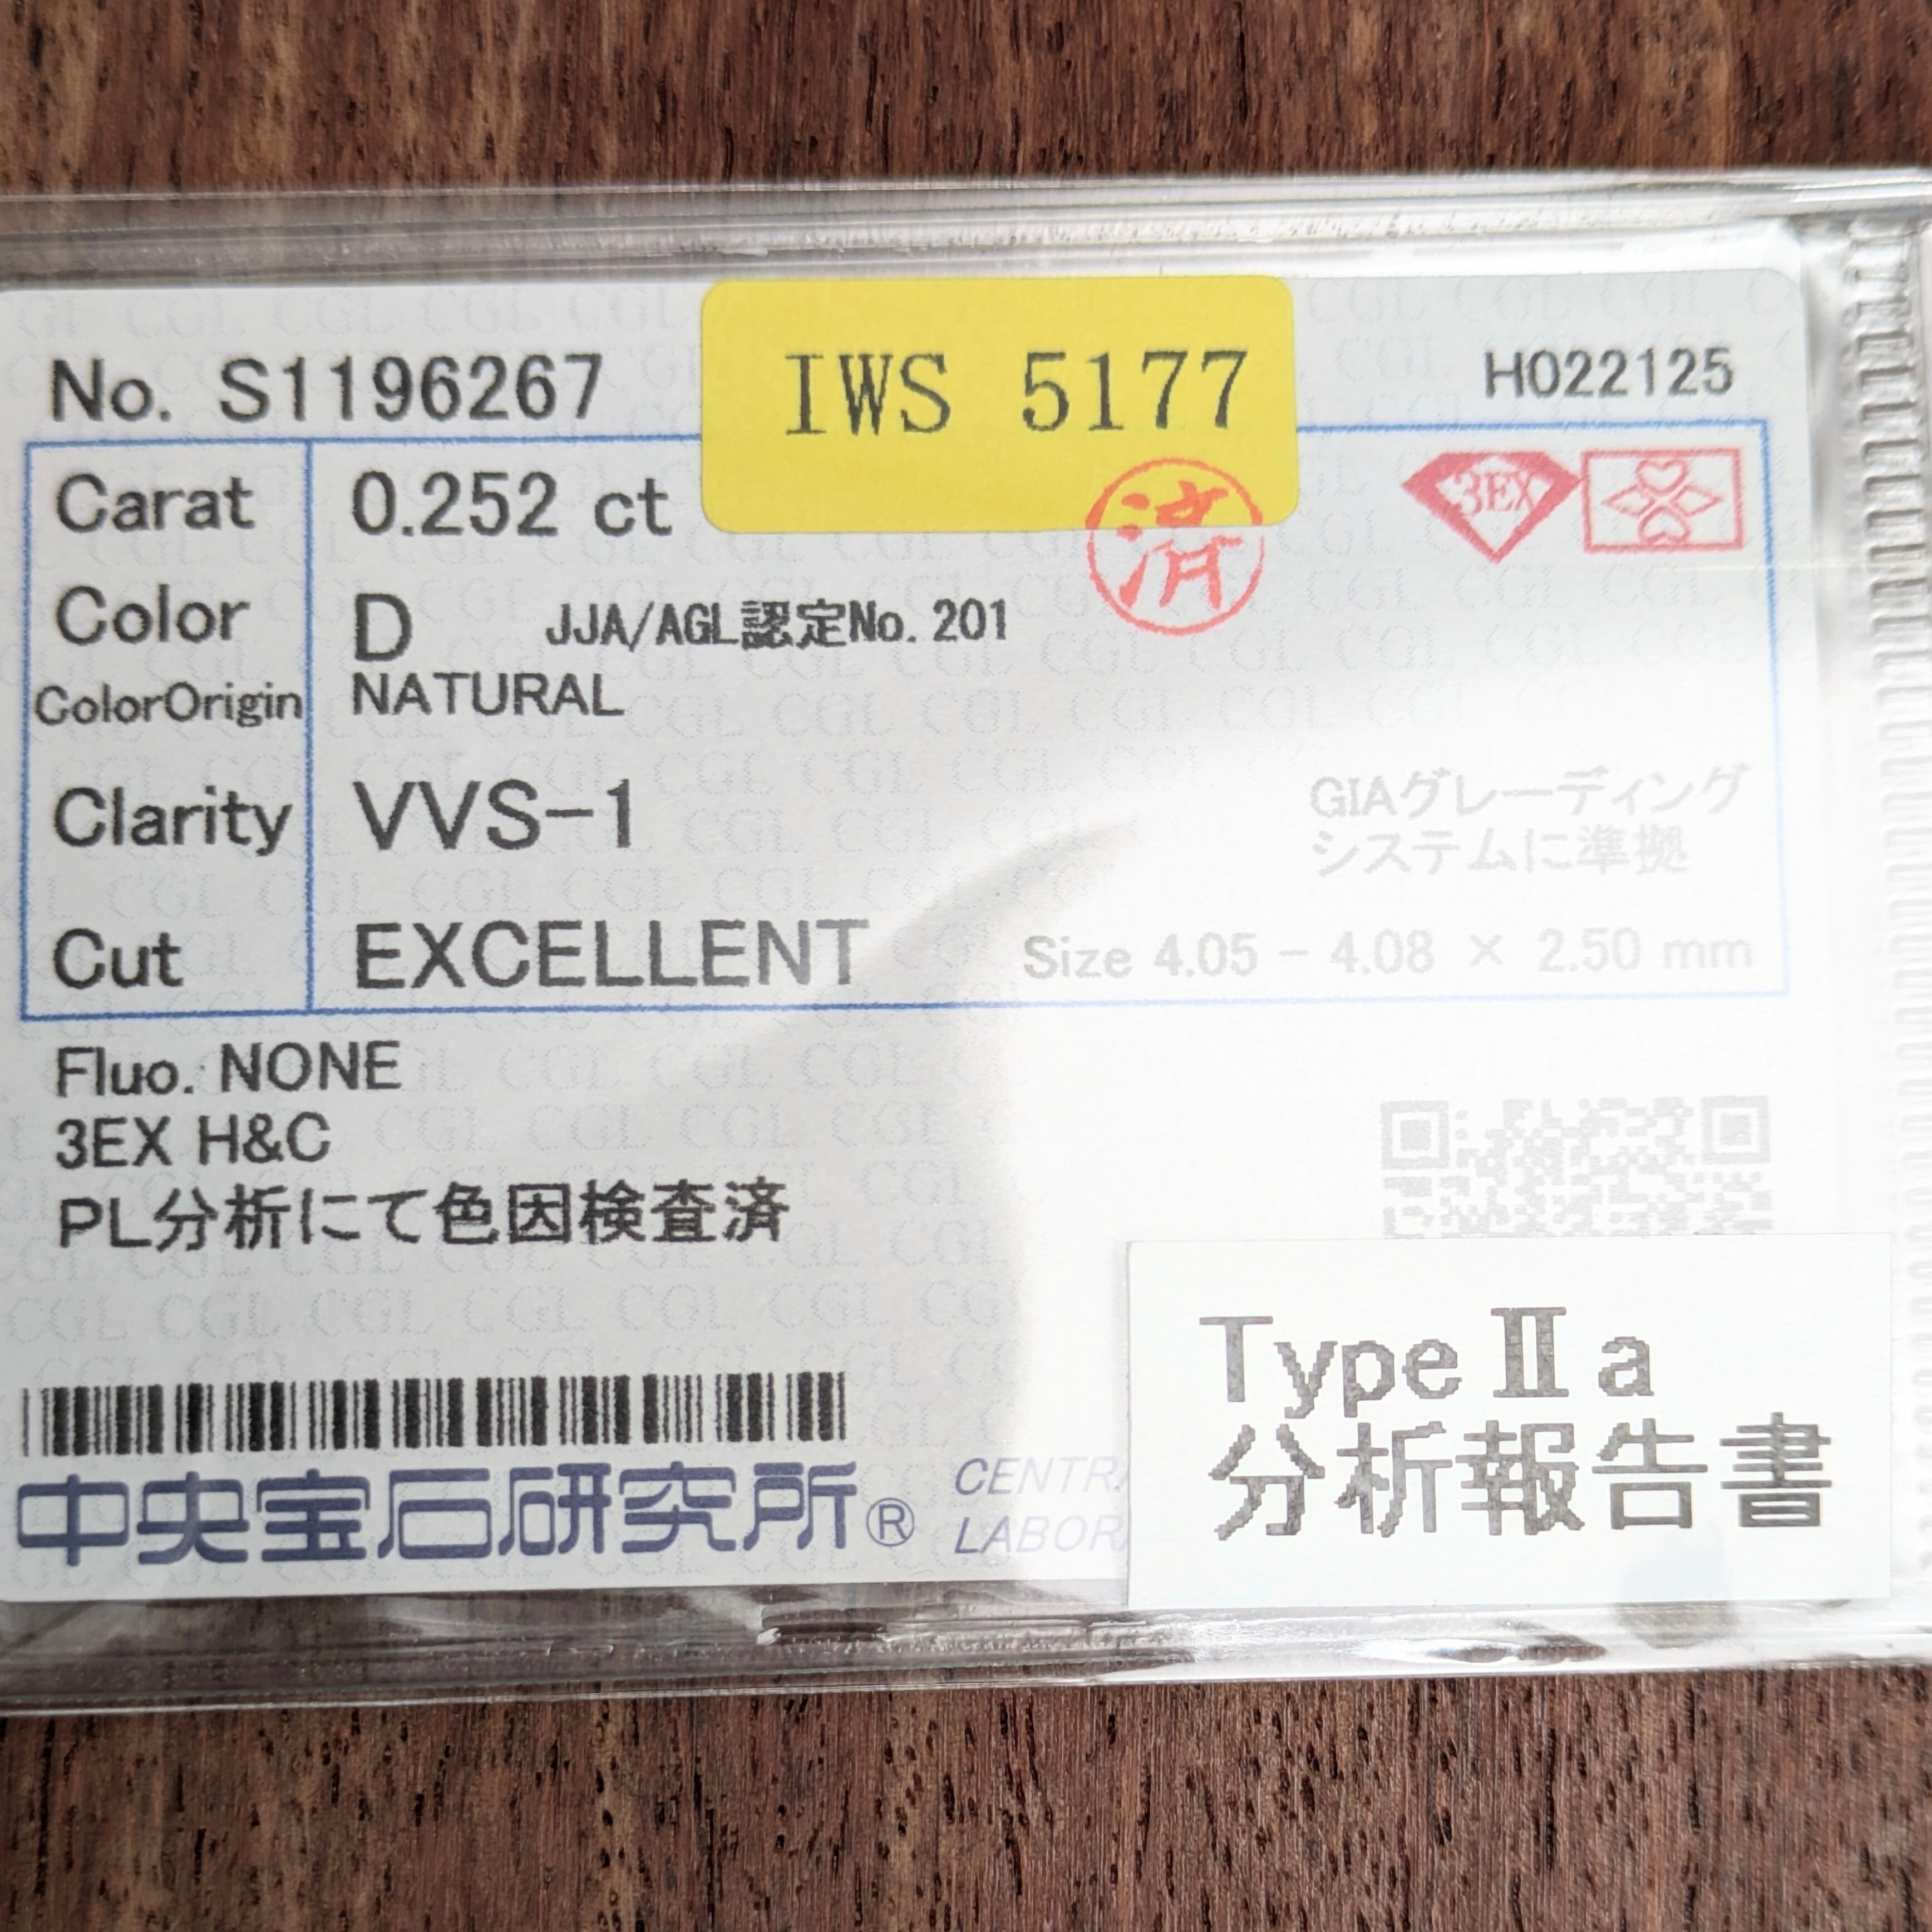 No. S1196267
IWS 5177
H022125
済
3EX
Carat 0.252 ct
Color D JJA/AGL認定No.201
ColorOrigin NATURAL
Clarity VVS-1
GIAグレーディング
システムに準拠
Cut EXCELLENT Size 4.05 - 4.08 × 2.50 mm
Fluo. NONE
3EX H&C
PL分析にて色因検査済
TypeⅡa
分析報告書
中央宝石研究所®